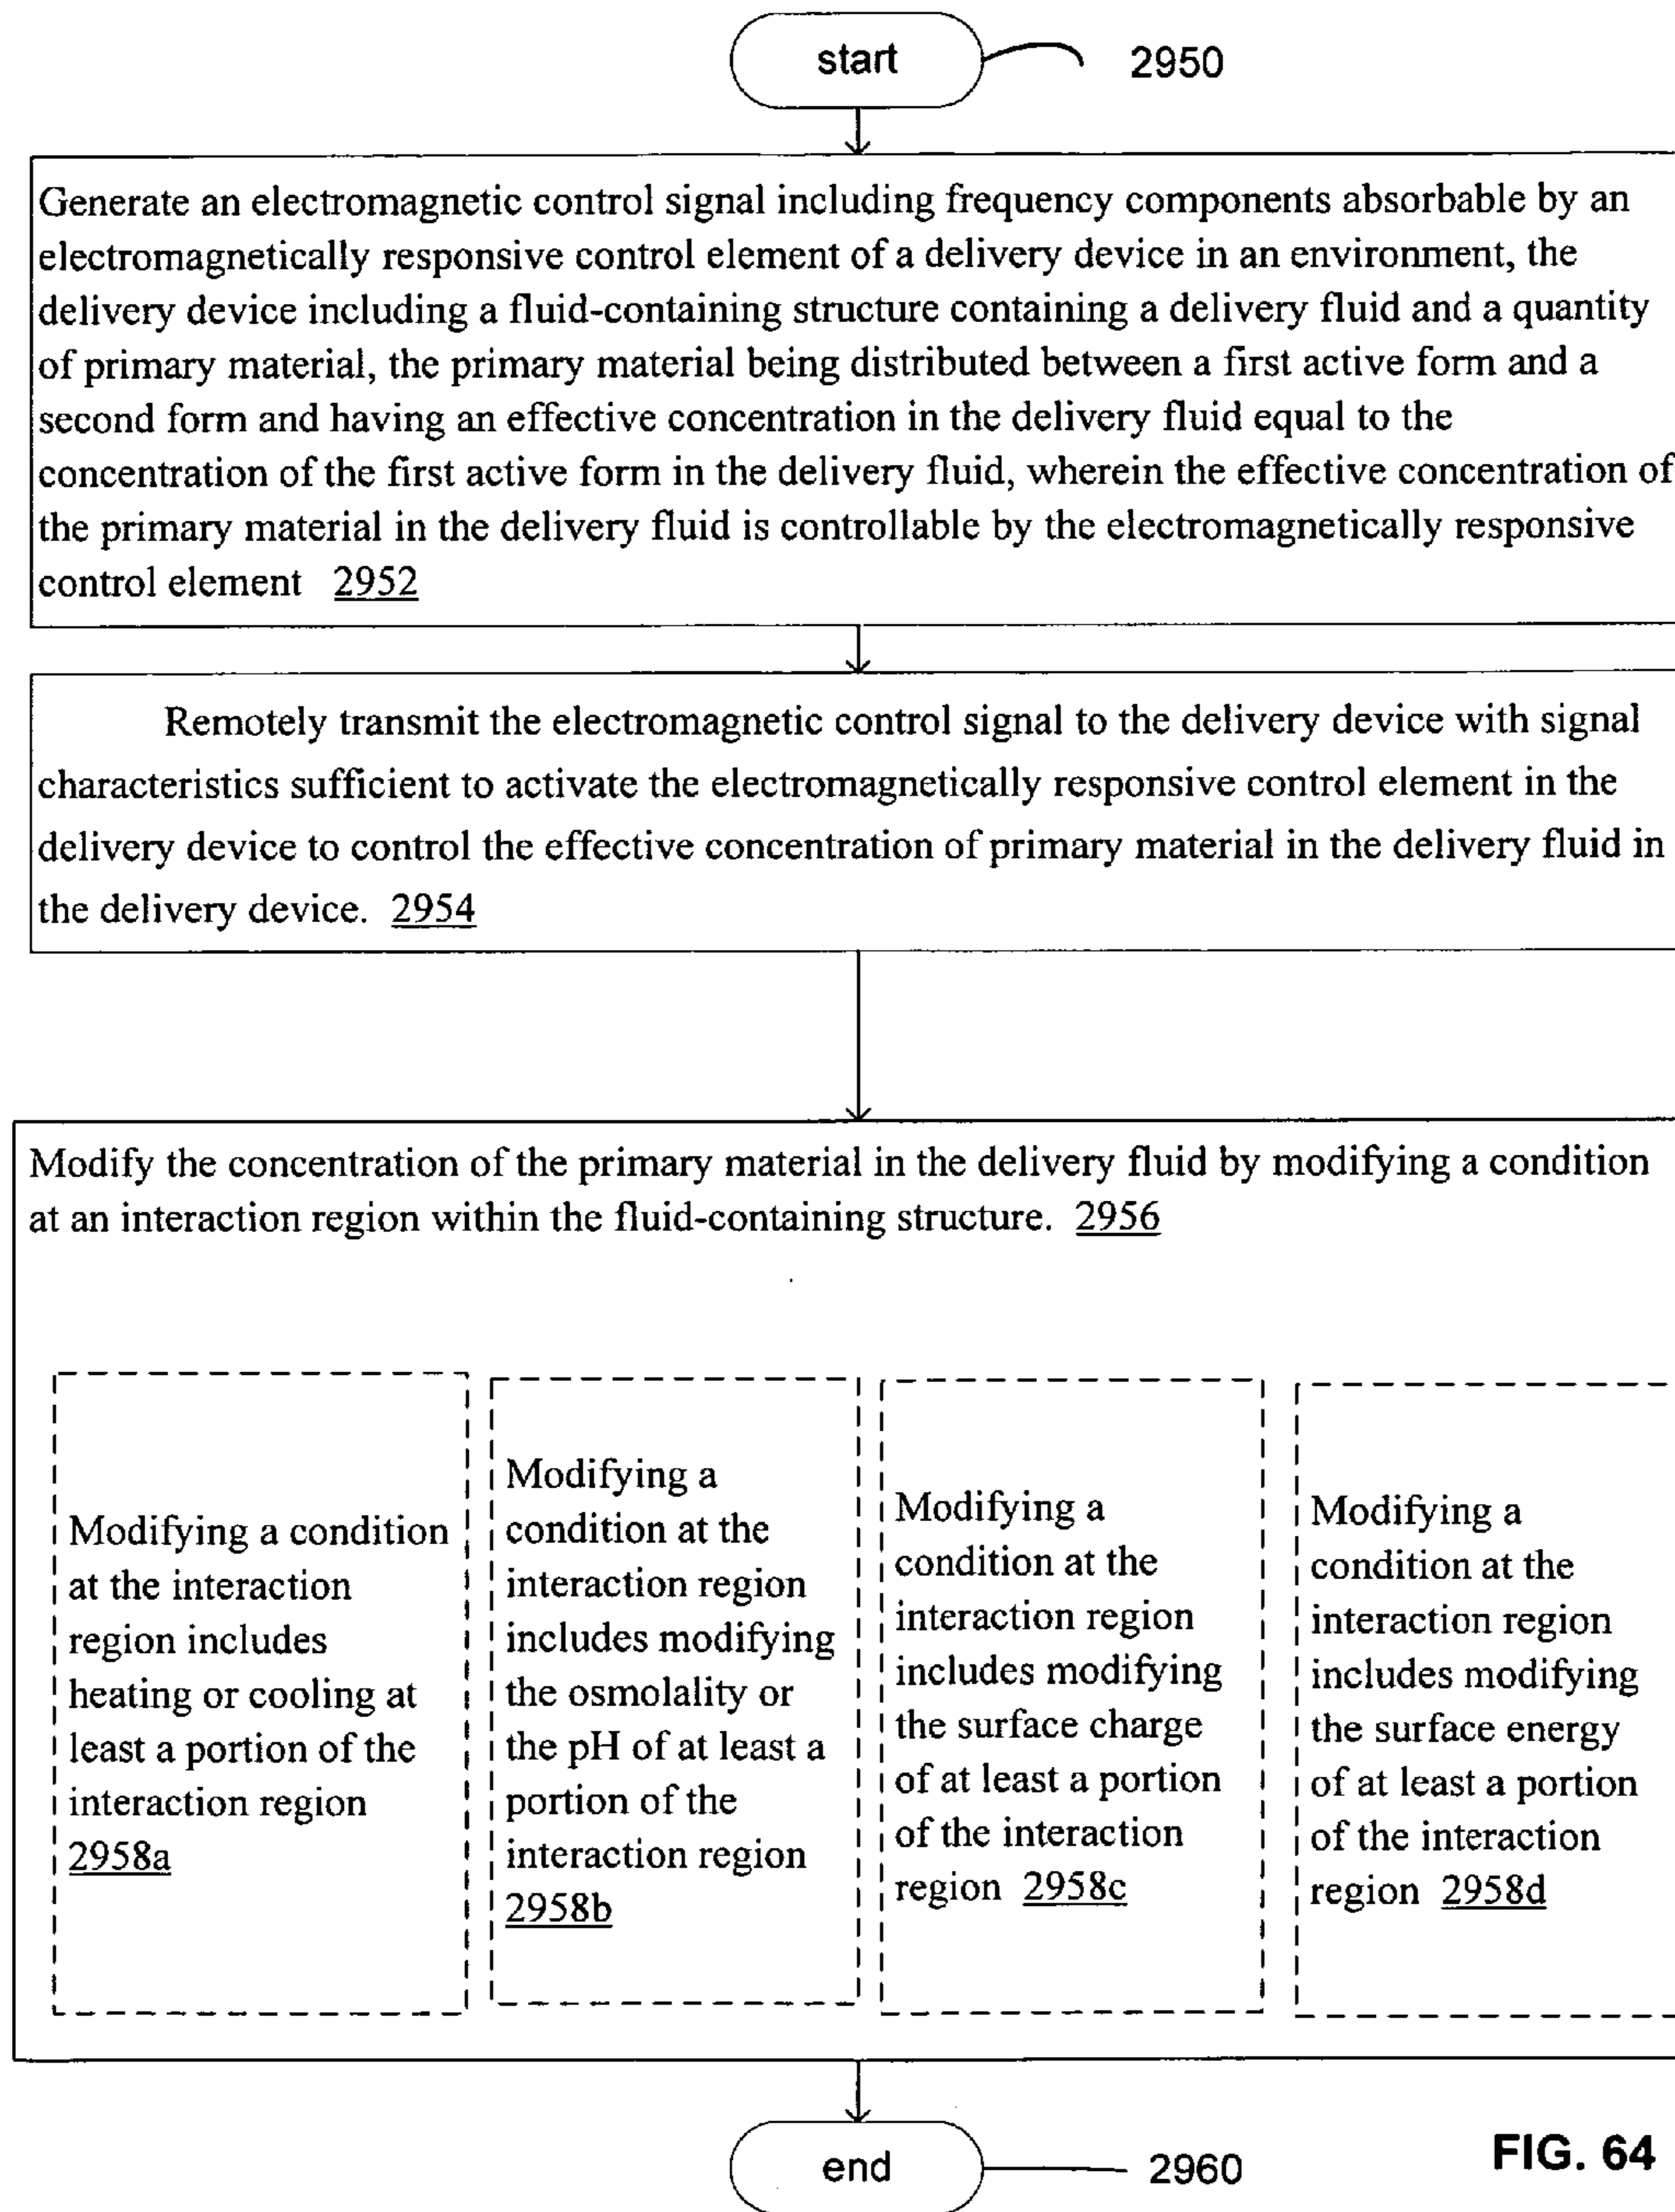 start
2950
Generate an electromagnetic control signal including frequency components absorbable by an
electromagnetically responsive control element of a delivery device in an environment, the
delivery device including a fluid-containing structure containing a delivery fluid and a quantity
of primary material, the primary material being distributed between a first active form and a
second form and having an effective concentration in the delivery fluid equal to the
concentration of the first active form in the delivery fluid, wherein the effective concentration of
the primary material in the delivery fluid is controllable by the electromagnetically responsive
control element 2952
Remotely transmit the electromagnetic control signal to the delivery device with signal
characteristics sufficient to activate the electromagnetically responsive control element in the
delivery device to control the effective concentration of primary material in the delivery fluid in
the delivery device. 2954
Modify the concentration of the primary material in the delivery fluid by modifying a condition
at an interaction region within the fluid-containing structure. 2956
Modifying a condition
at the interaction
region includes
heating or cooling at
least a portion of the
interaction region
2958a
Modifying a
condition at the
interaction region
includes modifying
the osmolality or
the pH of at least a
portion of the
interaction region
2958b
Modifying a
condition at the
interaction region
includes modifying
the surface charge
of at least a portion
of the interaction
region 2958c
Modifying a
condition at the
interaction region
includes modifying
the surface energy
of at least a portion
of the interaction
region 2958d
end
2960
FIG. 64